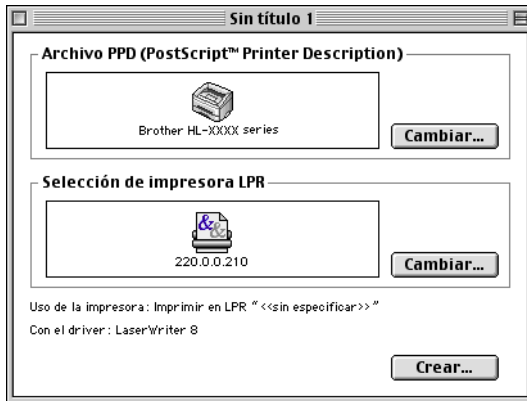 Sin título 1
Archivo PPD (PostScript™ Printer Description)
Brother HL-XXXX series
Cambiar...
Selección de impresora LPR
220.0.0.210
Cambiar...
Uso de la impresora: Imprimir en LPR "<<sin especificar>>"
Con el driver: LaserWriter 8
Crear...